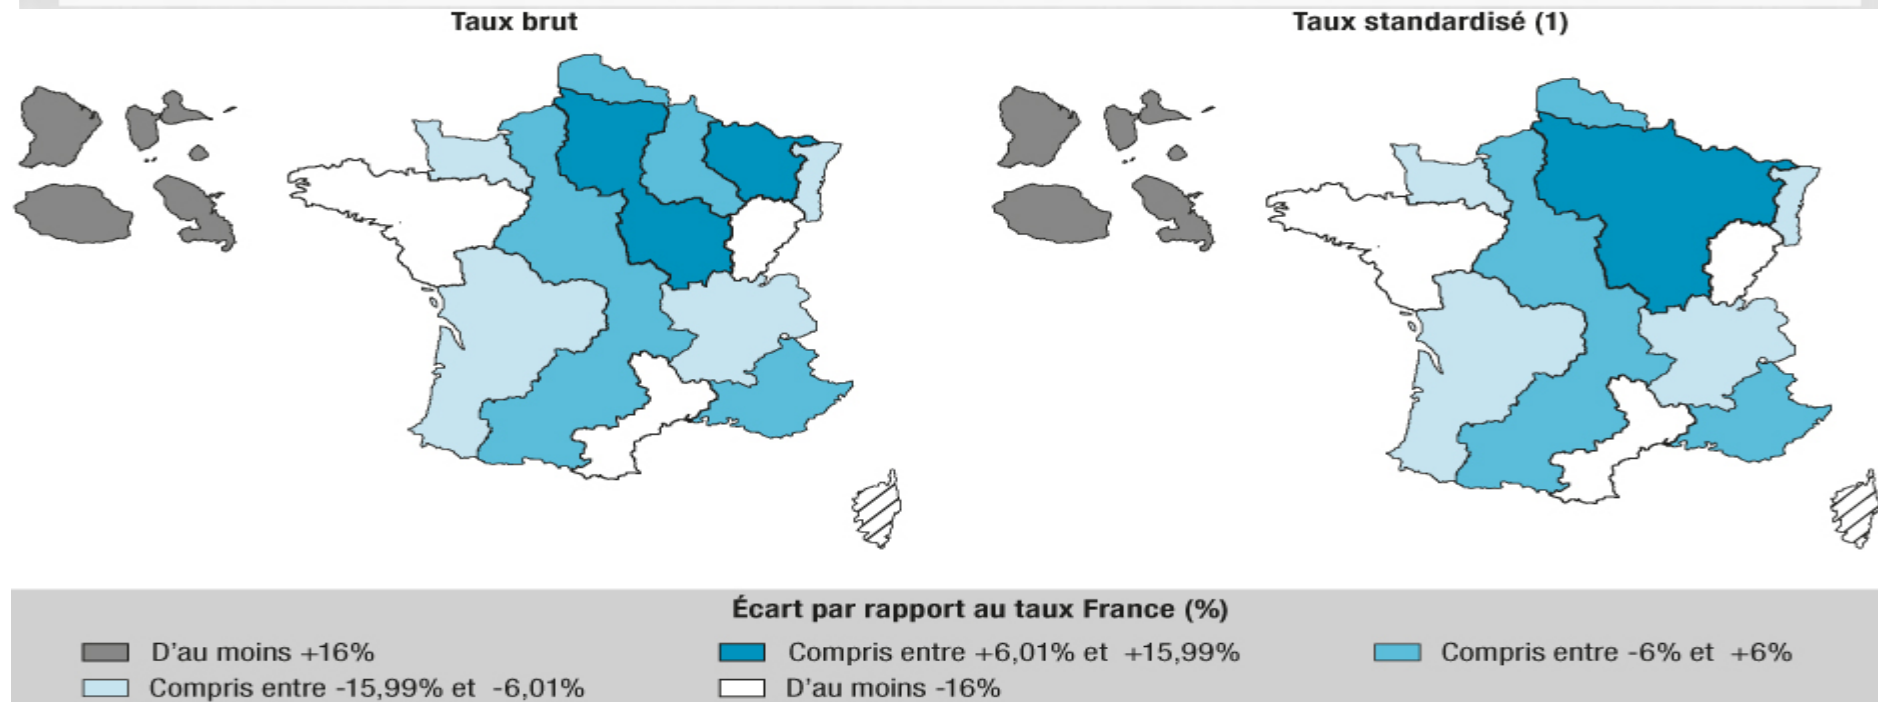 Taux brut
Taux standardisé (1)
Écart par rapport au taux France (%)
D'au moins +16%
Compris entre +6,01% et +15,99%
Compris entre -6% et +6%
Compris entre -15,99% et -6,01%
D'au moins -16%